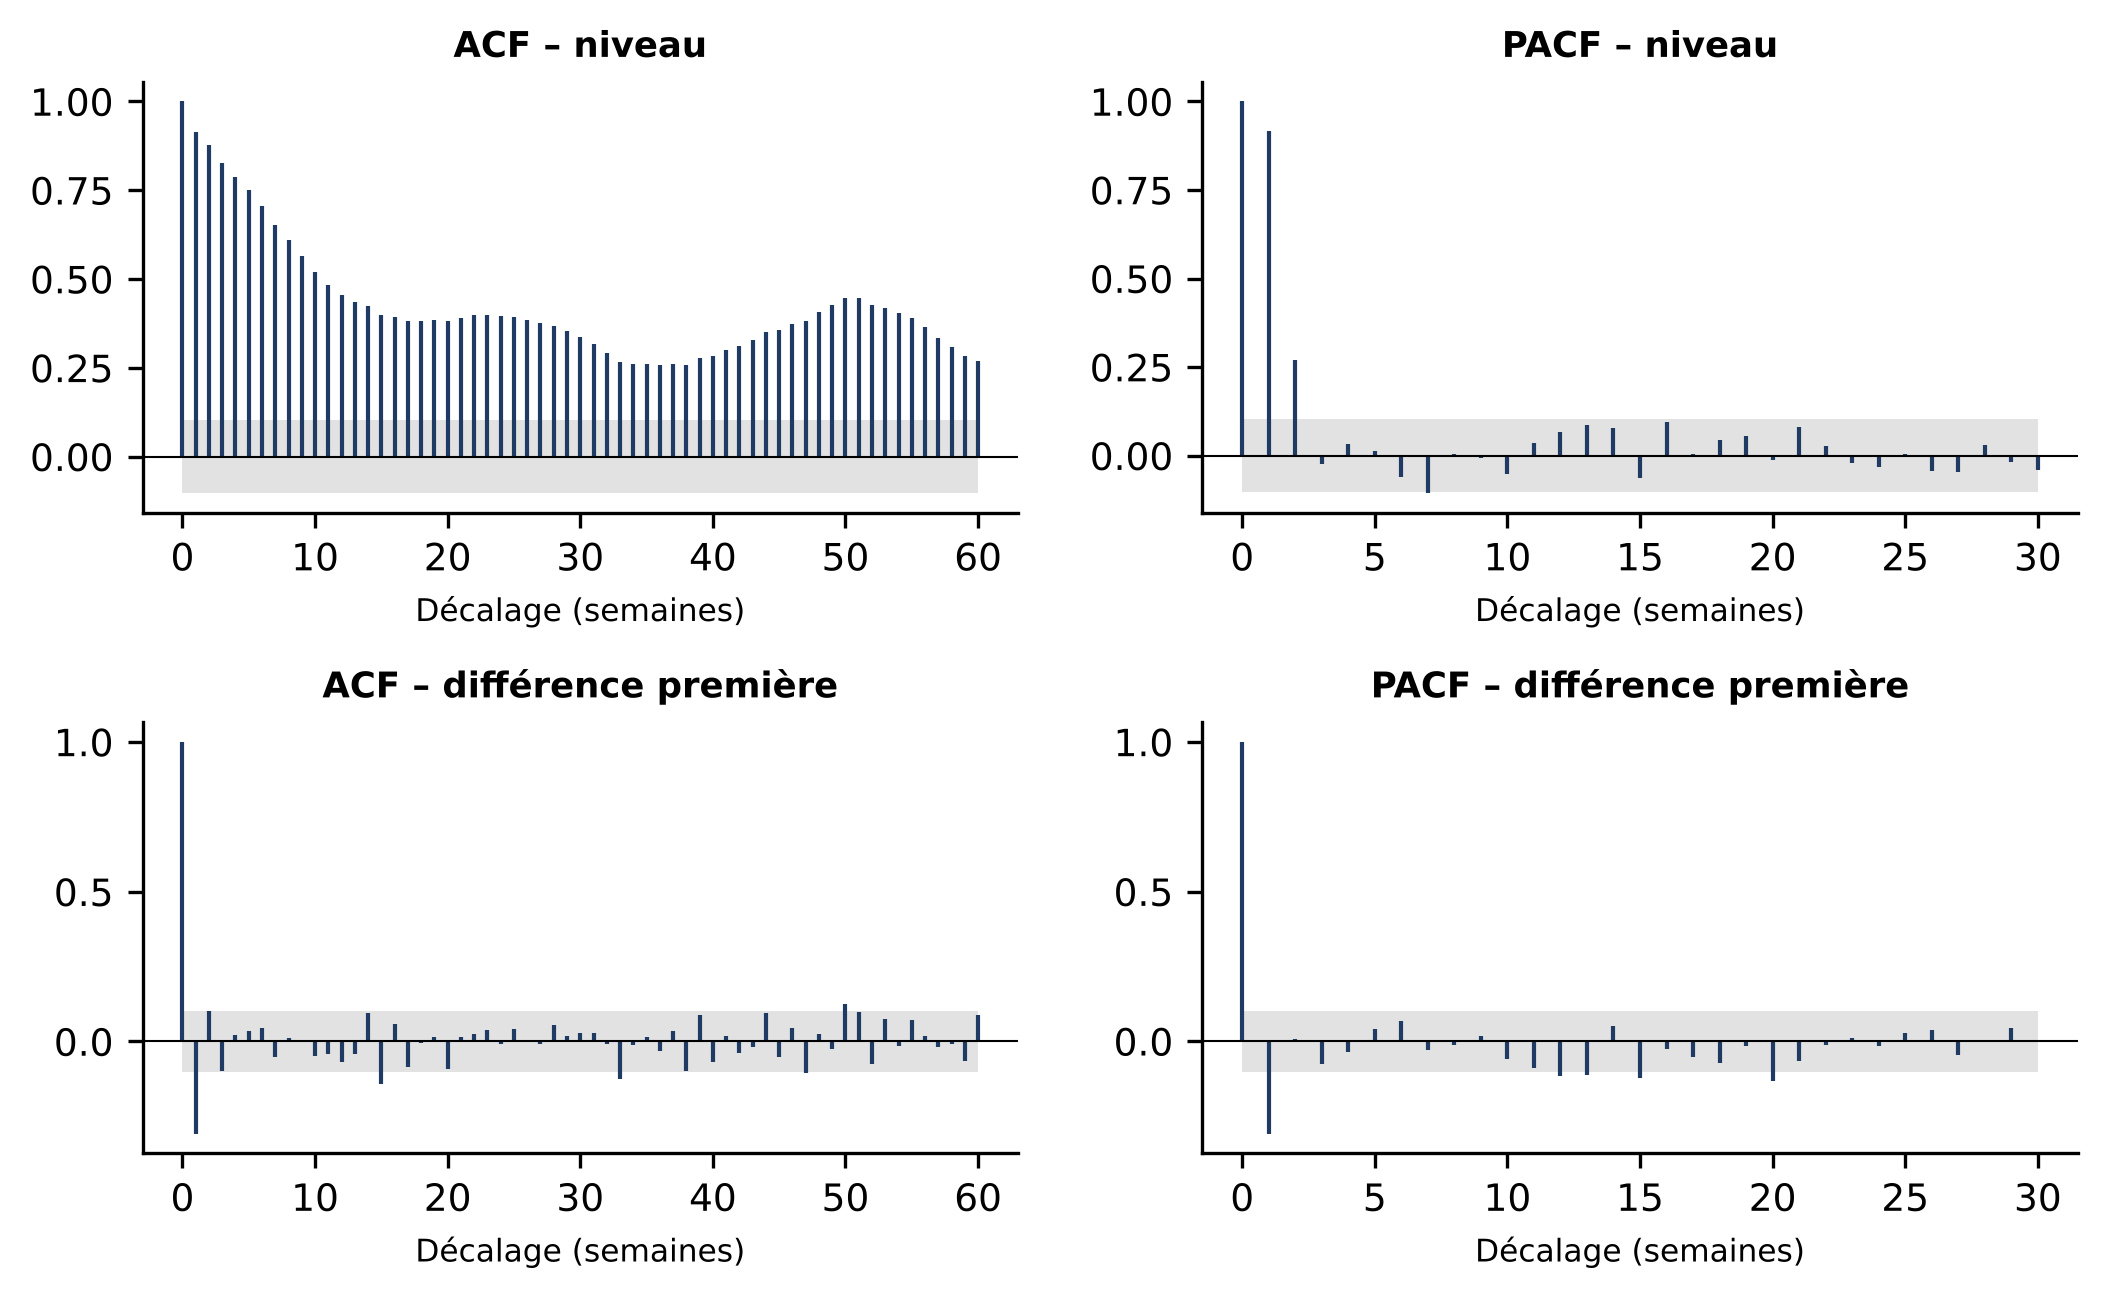 ACF – niveau
1.00
0.75
0.50
0.25
0.00
0 10 20 30 40 50 60
Décalage (semaines)
PACF – niveau
1.00
0.75
0.50
0.25
0.00
0 5 10 15 20 25 30
Décalage (semaines)
ACF – différence première
1.0
0.5
0.0
0 10 20 30 40 50 60
Décalage (semaines)
PACF – différence première
1.0
0.5
0.0
0 5 10 15 20 25 30
Décalage (semaines)